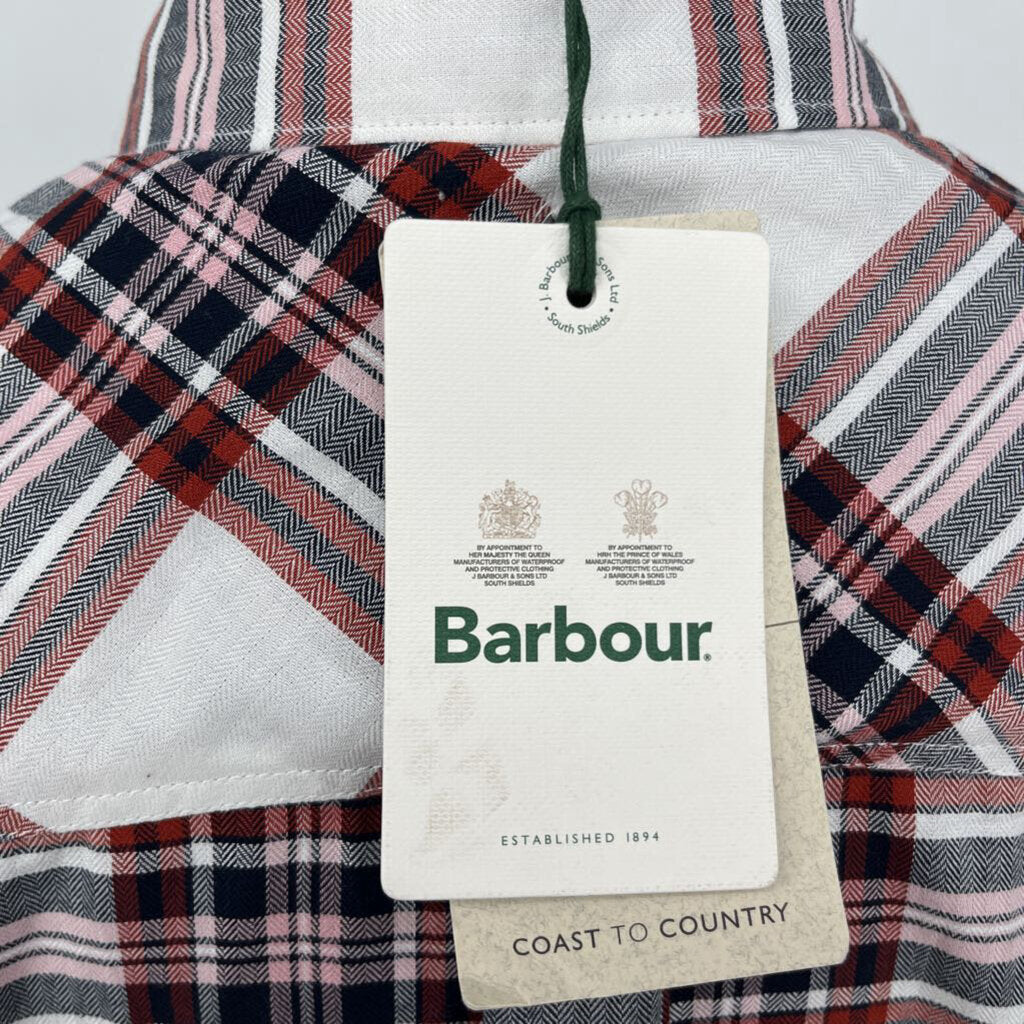 J. Barbour Sons Ltd
South Shields
BY APPOINTMENT TO
HER MAJESTY THE QUEEN
MANUFACTURERS OF WATERPROOF
AND PROTECTIVE CLOTHING
J BARBOUR & SONS LTD
SOUTH SHIELDS
BY APPOINTMENT TO
HRH THE PRINCE OF WALES
MANUFACTURERS OF WATERPROOF
AND PROTECTIVE CLOTHING
J BARBOUR & SONS LTD
SOUTH SHIELDS
Barbour®
ESTABLISHED 1894
COAST TO COUNTRY